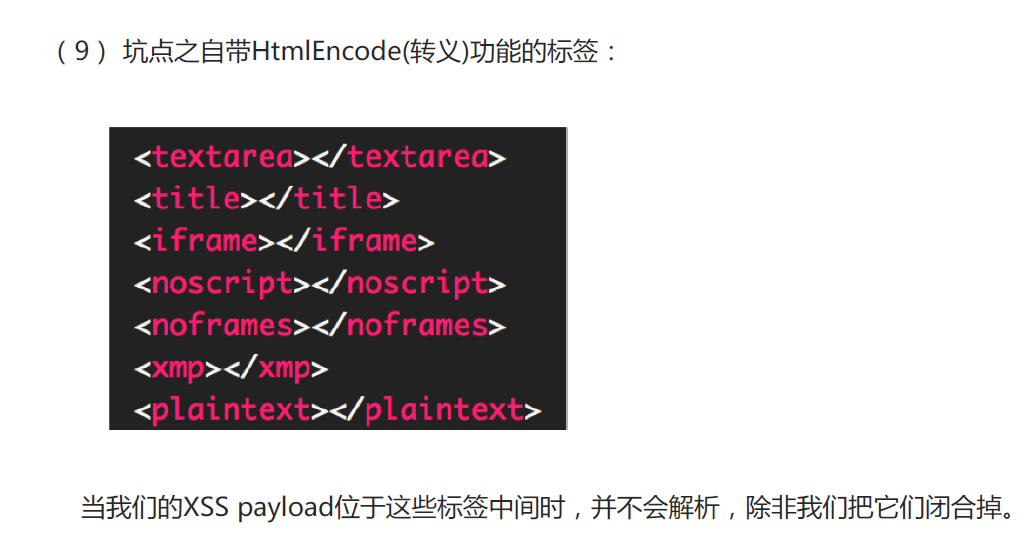 （9）坑点之自带HtmlEncode(转义)功能的标签：
<textarea></textarea>
<title></title>
<iframe></iframe>
<noscript></noscript>
<noframes></noframes>
<xmp></xmp>
<plaintext></plaintext>
当我们的XSS payload位于这些标签中间时，并不会解析，除非我们把它们闭合掉。